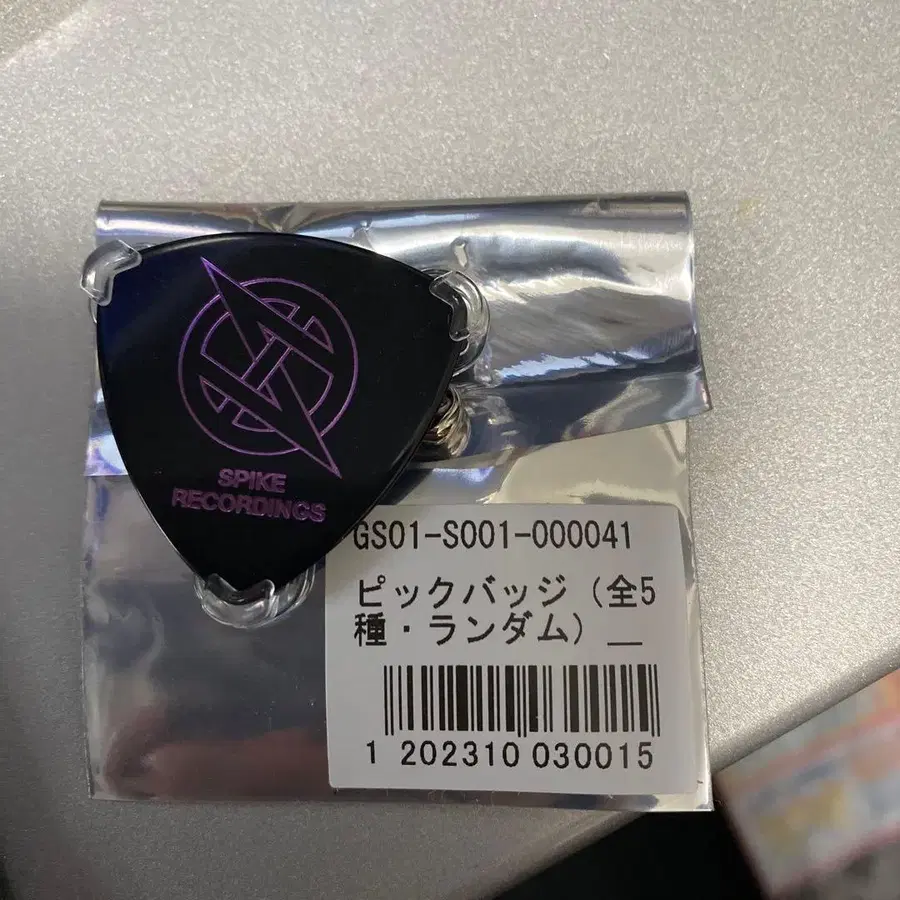 SPIKE
RECORDINGS
GS01-S001-000041
ピックバッジ（全5
種・ランダム）＿
1 202310 030015